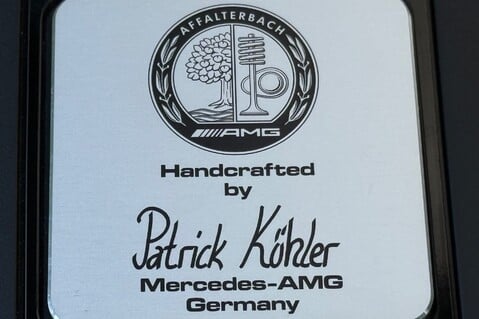 AFFALTERBACH
AMG
Handcrafted
by
Patrick Köhler
Mercedes-AMG
Germany